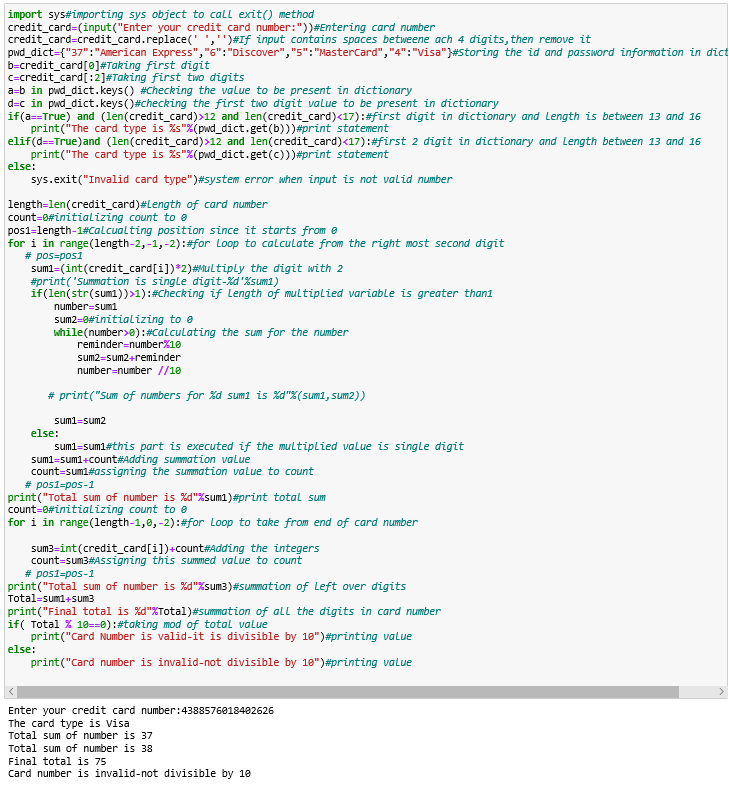 import sys#importing sys object to call exit() method
credit_card=(input("Enter your credit card number:"))#Entering card number
credit_card=credit_card.replace(' ','')#If input contains spaces betweene ach 4 digits,then remove it
pwd_dict={"37":"American Express","6":"Discover","5":"MasterCard","4":"Visa"}#Storing the id and password information in dict
b=credit_card[0]#Taking first digit
c=credit_card[:2]#Taking first two digits
a=b in pwd_dict.keys() #Checking the value to be present in dictionary
d=c in pwd_dict.keys()#checking the first two digit value to be present in dictionary
if(a==True) and (len(credit_card)>12 and len(credit_card)<17):#first digit in dictionary and length is between 13 and 16
    print("The card type is %s"%(pwd_dict.get(b)))#print statement
elif(d==True)and (len(credit_card)>12 and len(credit_card)<17):#first 2 digit in dictionary and length between 13 and 16
    print("The card type is %s"%(pwd_dict.get(c)))#print statement
else:
    sys.exit("Invalid card type")#system error when input is not valid number
length=len(credit_card)#length of card number
count=0#initializing count to 0
pos1=length-1#Calcualting position since it starts from 0
for i in range(length-2,-1,-2):#for loop to calculate from the right most second digit
   # pos=pos1
    sum1=(int(credit_card[i])*2)#Multiply the digit with 2
    #print('Summation is single digit-%d'%sum1)
    if(len(str(sum1))>1):#Checking if length of multiplied variable is greater than1
        number=sum1
        sum2=0#initializing to 0
        while(number>0):#Calculating the sum for the number
            reminder=number%10
            sum2=sum2+reminder
            number=number //10
       # print("Sum of numbers for %d sum1 is %d"%(sum1,sum2))
        sum1=sum2
    else:
        sum1=sum1#this part is executed if the multiplied value is single digit
    sum1=sum1+count#Adding summation value
    count=sum1#assigning the summation value to count
   # pos1=pos-1
print("Total sum of number is %d"%sum1)#print total sum
count=0#initializing count to 0
for i in range(length-1,0,-2):#for loop to take from end of card number
    sum3=int(credit_card[i])+count#Adding the integers
    count=sum3#Assigning this summed value to count
   # pos1=pos-1
print("Total sum of number is %d"%sum3)#summation of left over digits
Total=sum1+sum3
print("Final total is %d"%Total)#summation of all the digits in card number
if( Total % 10==0):#taking mod of total value
    print("Card Number is valid-it is divisible by 10")#printing value
else:
    print("Card number is invalid-not divisible by 10")#printing value
Enter your credit card number:4388576018402626
The card type is Visa
Total sum of number is 37
Total sum of number is 38
Final total is 75
Card number is invalid-not divisible by 10